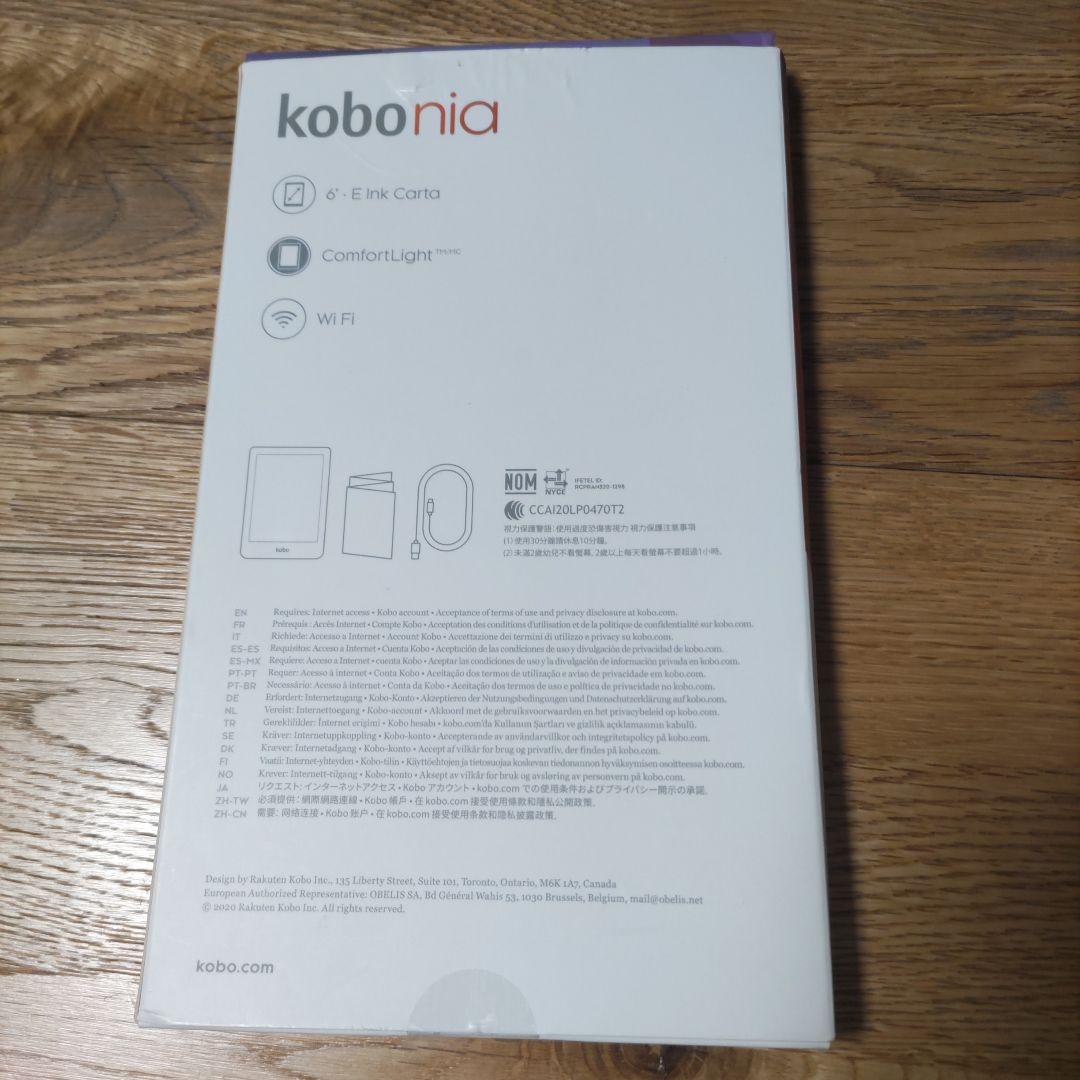 kobo nia
6" · E Ink Carta
ComfortLight TM/MC
Wi Fi
kobo
NOM
NYCE
IFETEL ID:
RCPRAN320-1298
CCAI20LP0470T2
視力保護警語:使用過度恐傷害視力 視力保護注意事項
(1) 使用30分鐘請休息10分鐘。
(2) 未滿2歲幼兒不看螢幕, 2歲以上每天看螢幕不要超過1小時。
EN Requires: Internet access • Kobo account • Acceptance of terms of use and privacy disclosure at kobo.com.
FR Prérequis : Accès Internet • Compte Kobo • Acceptation des conditions d'utilisation et de la politique de confidentialité sur kobo.com.
IT Richiede: Accesso a Internet • Account Kobo • Accettazione dei termini di utilizzo e privacy su kobo.com.
ES-ES Requisitos: Acceso a Internet • Cuenta Kobo • Aceptación de las condiciones de uso y divulgación de privacidad de kobo.com.
ES-MX Requiere: Acceso a Internet • cuenta Kobo • Aceptar las condiciones de uso y la divulgación de información privada en kobo.com.
PT-PT Requer: Acesso à internet • Conta Kobo • Aceitação dos termos de utilização e aviso de privacidade em kobo.com.
PT-BR Necessário: Acesso à internet • Conta da Kobo • Aceitação dos termos de uso e política de privacidade no kobo.com.
DE Erfordert: Internetzugang • Kobo-Konto • Akzeptieren der Nutzungsbedingungen und Datenschutzerklärung auf kobo.com.
NL Vereist: Internettoegang • Kobo-account • Akkoord met de gebruiksvoorwaarden en het privacybeleid op kobo.com.
TR Gereklilikler: İnternet erişimi • Kobo hesabı • kobo.com'da Kullanım Şartları ve gizlilik açıklamasının kabulü.
SE Kräver: Internetuppkoppling • Kobo-konto • Accepterande av användarvillkor och integritetspolicy på kobo.com.
DK Kræver: Internetadgang • Kobo-konto • Accept af vilkår for brug og privatliv, der findes på kobo.com.
FI Vaatii: Internet-yhteyden • Kobo-tilin • Käyttöehtojen ja tietosuojaa koskevan tiedonannon hyväksymisen osoitteessa kobo.com.
NO Krever: Internett-tilgang • Kobo-konto • Aksept av vilkår for bruk og avsløring av personvern på kobo.com.
JA リクエスト: インターネットアクセス • Kobo アカウント • kobo.com での使用条件およびプライバシー開示の承認.
ZH-TW 必須提供: 網際網路連線 • Kobo 帳戶 • 在 kobo.com 接受使用條款和隱私公開政策.
ZH-CN 需要: 网络连接 • Kobo 账户 • 在 kobo.com 接受使用条款和隐私披露政策.
Design by Rakuten Kobo Inc., 135 Liberty Street, Suite 101, Toronto, Ontario, M6K 1A7, Canada
European Authorized Representative: OBELIS SA, Bd Général Wahis 53, 1030 Brussels, Belgium, mail@obelis.net
© 2020 Rakuten Kobo Inc. All rights reserved.
kobo.com